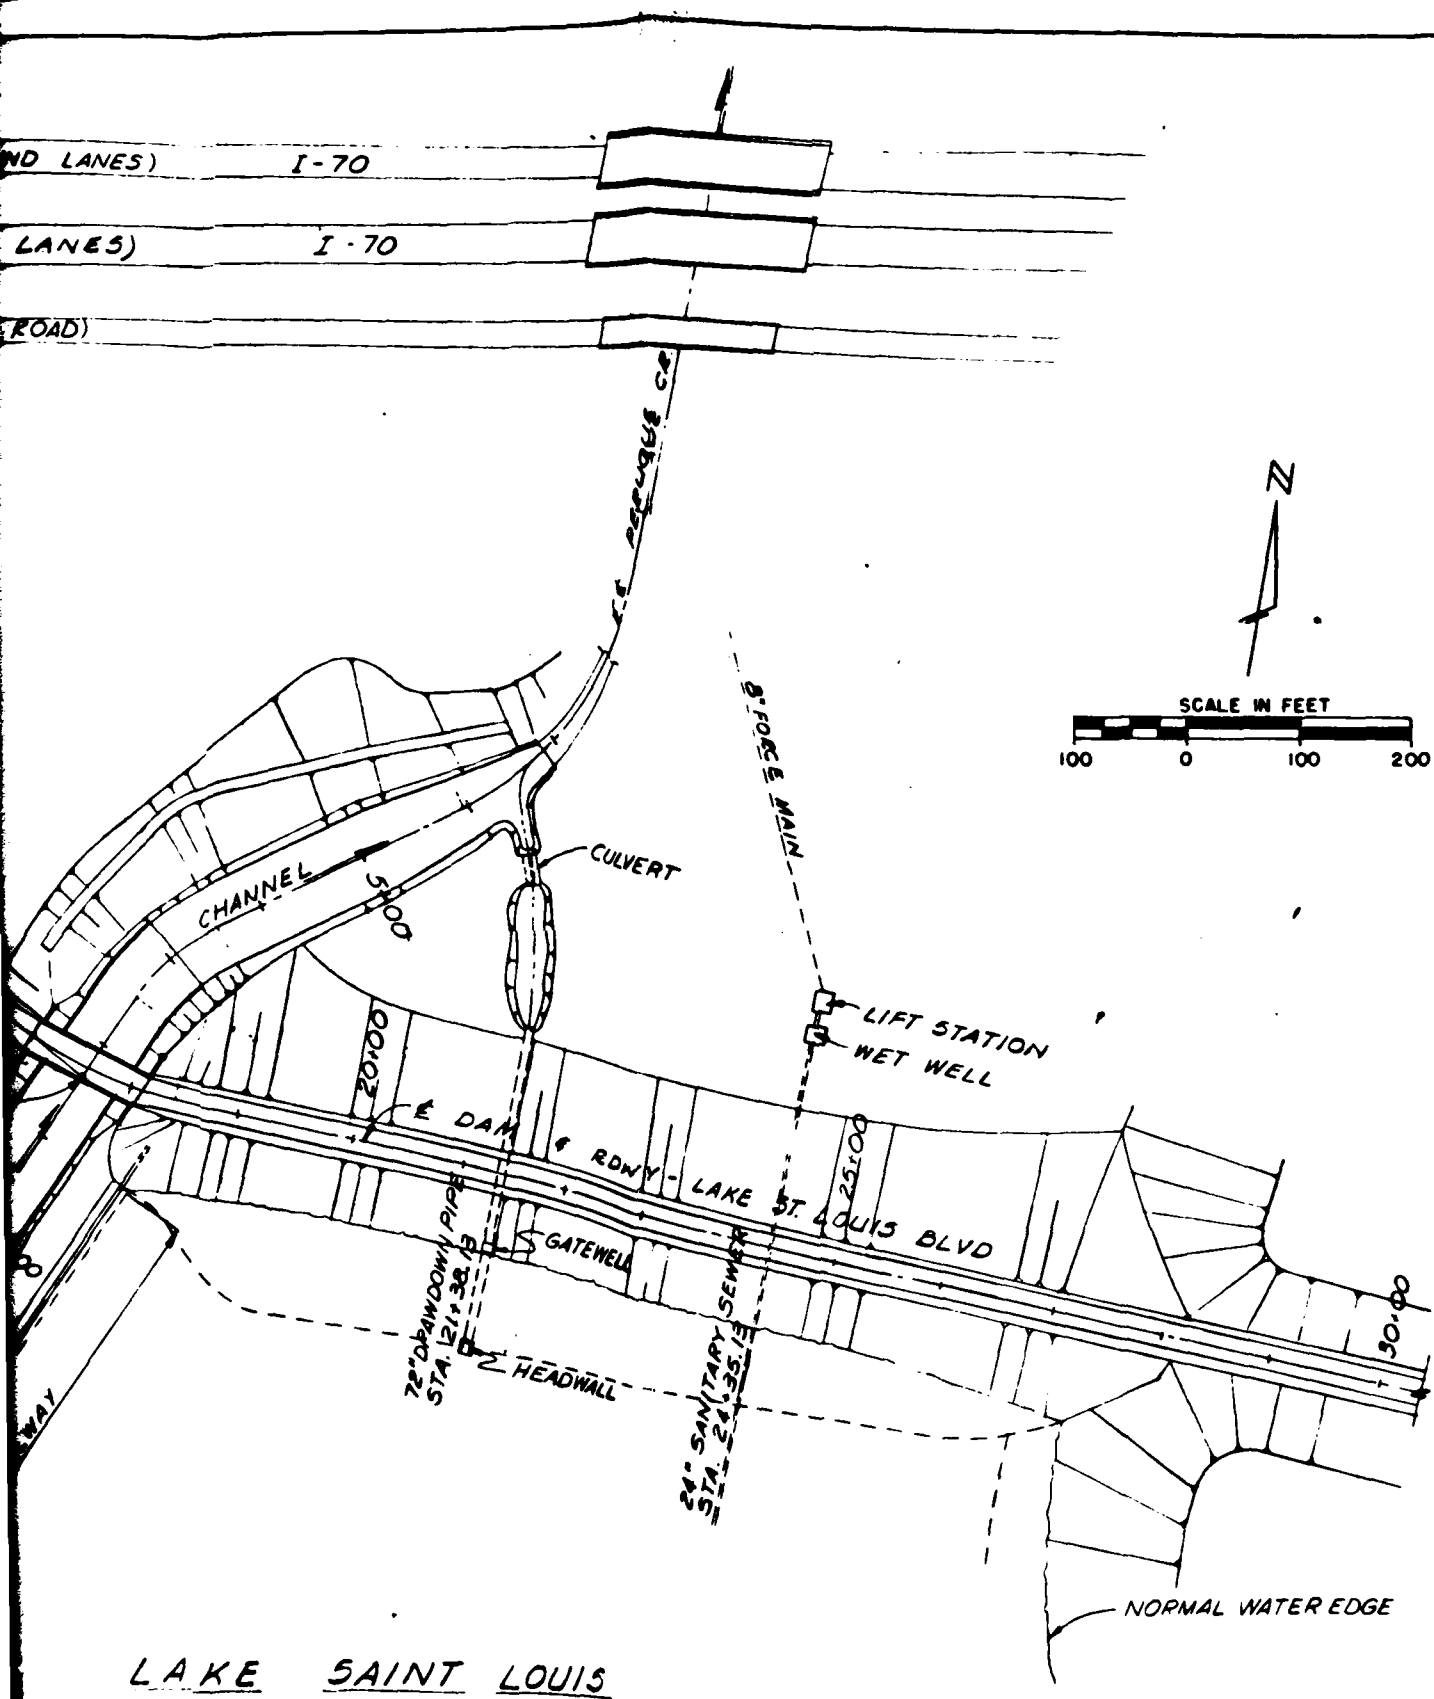 ND LANES) I-70
LANES) I-70
ROAD)
℄ PERUQUE CR.
N
SCALE IN FEET
100 0 100 200
8" FORCE MAIN
CULVERT
CHANNEL
5+00
LIFT STATION
WET WELL
20+00
25+00
℄ DAM & RDWY - LAKE ST. LOUIS BLVD
GATEWELL
72" DRAWDOWN PIPE
STA. 21+38.13
HEADWALL
24" SANITARY SEWER
STA. 24+35.13
30+00
WAY
NORMAL WATER EDGE
LAKE SAINT LOUIS